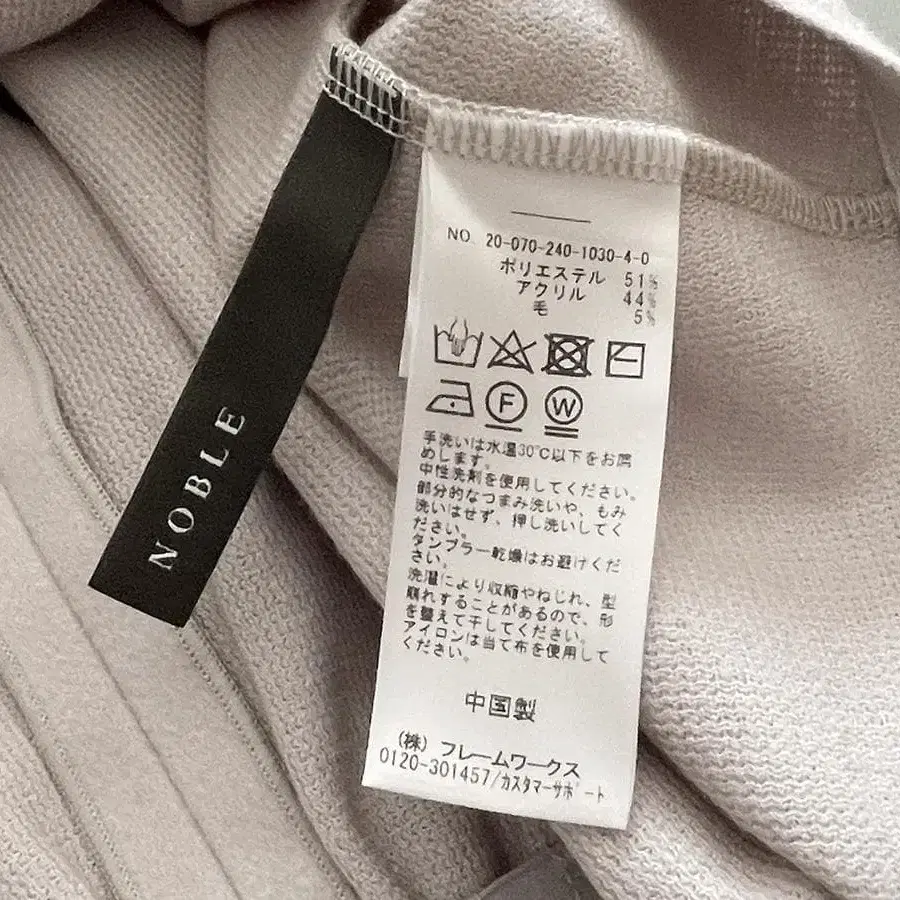 NOBLE
NO. 20-070-240-1030-4-0
ポリエステル 51%
アクリル 44%
毛 5%
F W
手洗いは水温30℃以下をお薦
めします。
中性洗剤を使用してください。
部分的なつまみ洗いや、もみ
洗いはせず、押し洗いしてく
ださい。
タンブラー乾燥はお避けくだ
さい。
洗濯により収縮やねじれ、型
崩れすることがあるので、形
を整えて干してください。
アイロンは当て布を使用して
ください。
中国製
(株) フレームワークス
0120-301457/カスタマーサポート